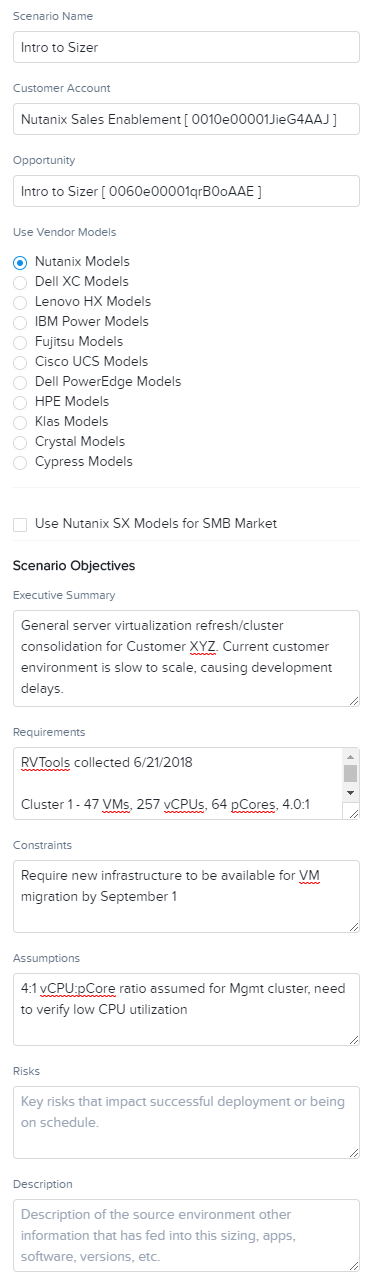 Scenario Name
Intro to Sizer
Customer Account
Nutanix Sales Enablement [ 0010e00001JieG4AAJ ]
Opportunity
Intro to Sizer [ 0060e00001qrB0oAAE ]
Use Vendor Models
Nutanix Models
Dell XC Models
Lenovo HX Models
IBM Power Models
Fujitsu Models
Cisco UCS Models
Dell PowerEdge Models
HPE Models
Klas Models
Crystal Models
Cypress Models
Use Nutanix SX Models for SMB Market
Scenario Objectives
Executive Summary
General server virtualization refresh/cluster
consolidation for Customer XYZ. Current customer
environment is slow to scale, causing development
delays.
Requirements
RVTools collected 6/21/2018
Cluster 1 - 47 VMs, 257 vCPUs, 64 pCores, 4.0:1
Constraints
Require new infrastructure to be available for VM
migration by September 1
Assumptions
4:1 vCPU:pCore ratio assumed for Mgmt cluster, need
to verify low CPU utilization
Risks
Key risks that impact successful deployment or being
on schedule.
Description
Description of the source environment other
information that has fed into this sizing, apps,
software, versions, etc.